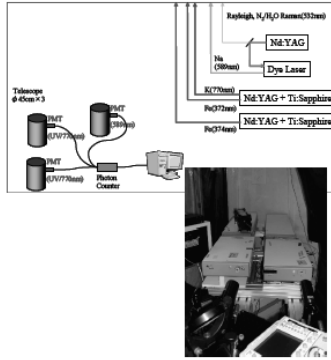 Rayleigh, N₂/H₂O Raman(532nm)
Nd:YAG
Na
(589nm)
Dye Laser
K(770nm)
Nd:YAG + Ti:Sapphire
Fe(372nm)
Nd:YAG + Ti:Sapphire
Fe(374nm)
Telescope
φ45cm×3
PMT
(UV/770nm)
PMT
(589nm)
PMT
(UV/770nm)
Photon
Counter